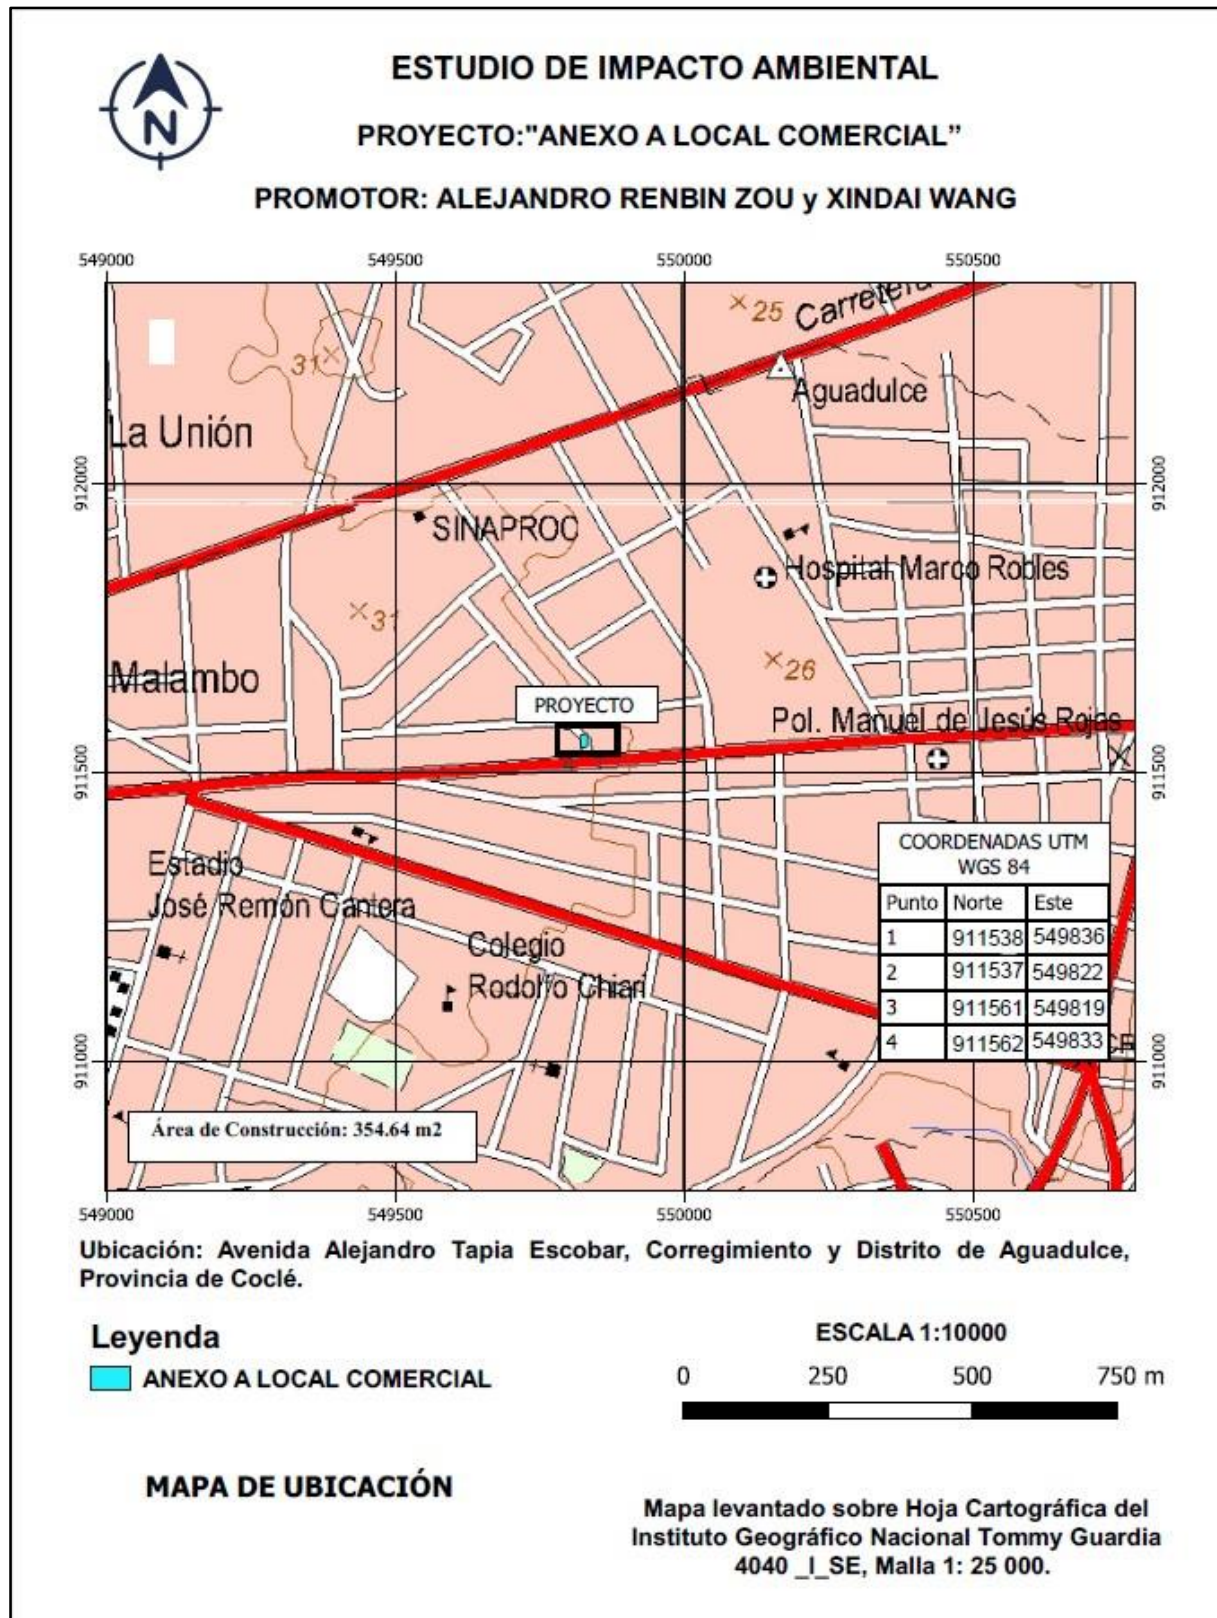 N
ESTUDIO DE IMPACTO AMBIENTAL
PROYECTO:"ANEXO A LOCAL COMERCIAL”
PROMOTOR: ALEJANDRO RENBIN ZOU y XINDAI WANG
549000 549500 550000 550500
25
Carretera
31
Aguadulce
La Unión
912000 912000
SINAPROC
Hospital Marco Robles
31
26
Malambo
PROYECTO
Pol. Manuel de Jesús Rojas
911500 911500
COORDENADAS UTM
WGS 84
Punto Norte Este
1 911538 549836
2 911537 549822
3 911561 549819
4 911562 549833
Estadio
José Remón Cantera
Colegio
Rodolfo Chiari
911000 911000
Área de Construcción: 354.64 m2
549000 549500 550000 550500
Ubicación: Avenida Alejandro Tapia Escobar, Corregimiento y Distrito de Aguadulce,
Provincia de Coclé.
Leyenda
ANEXO A LOCAL COMERCIAL
ESCALA 1:10000
0 250 500 750 m
MAPA DE UBICACIÓN
Mapa levantado sobre Hoja Cartográfica del
Instituto Geográfico Nacional Tommy Guardia
4040 _I_SE, Malla 1: 25 000.